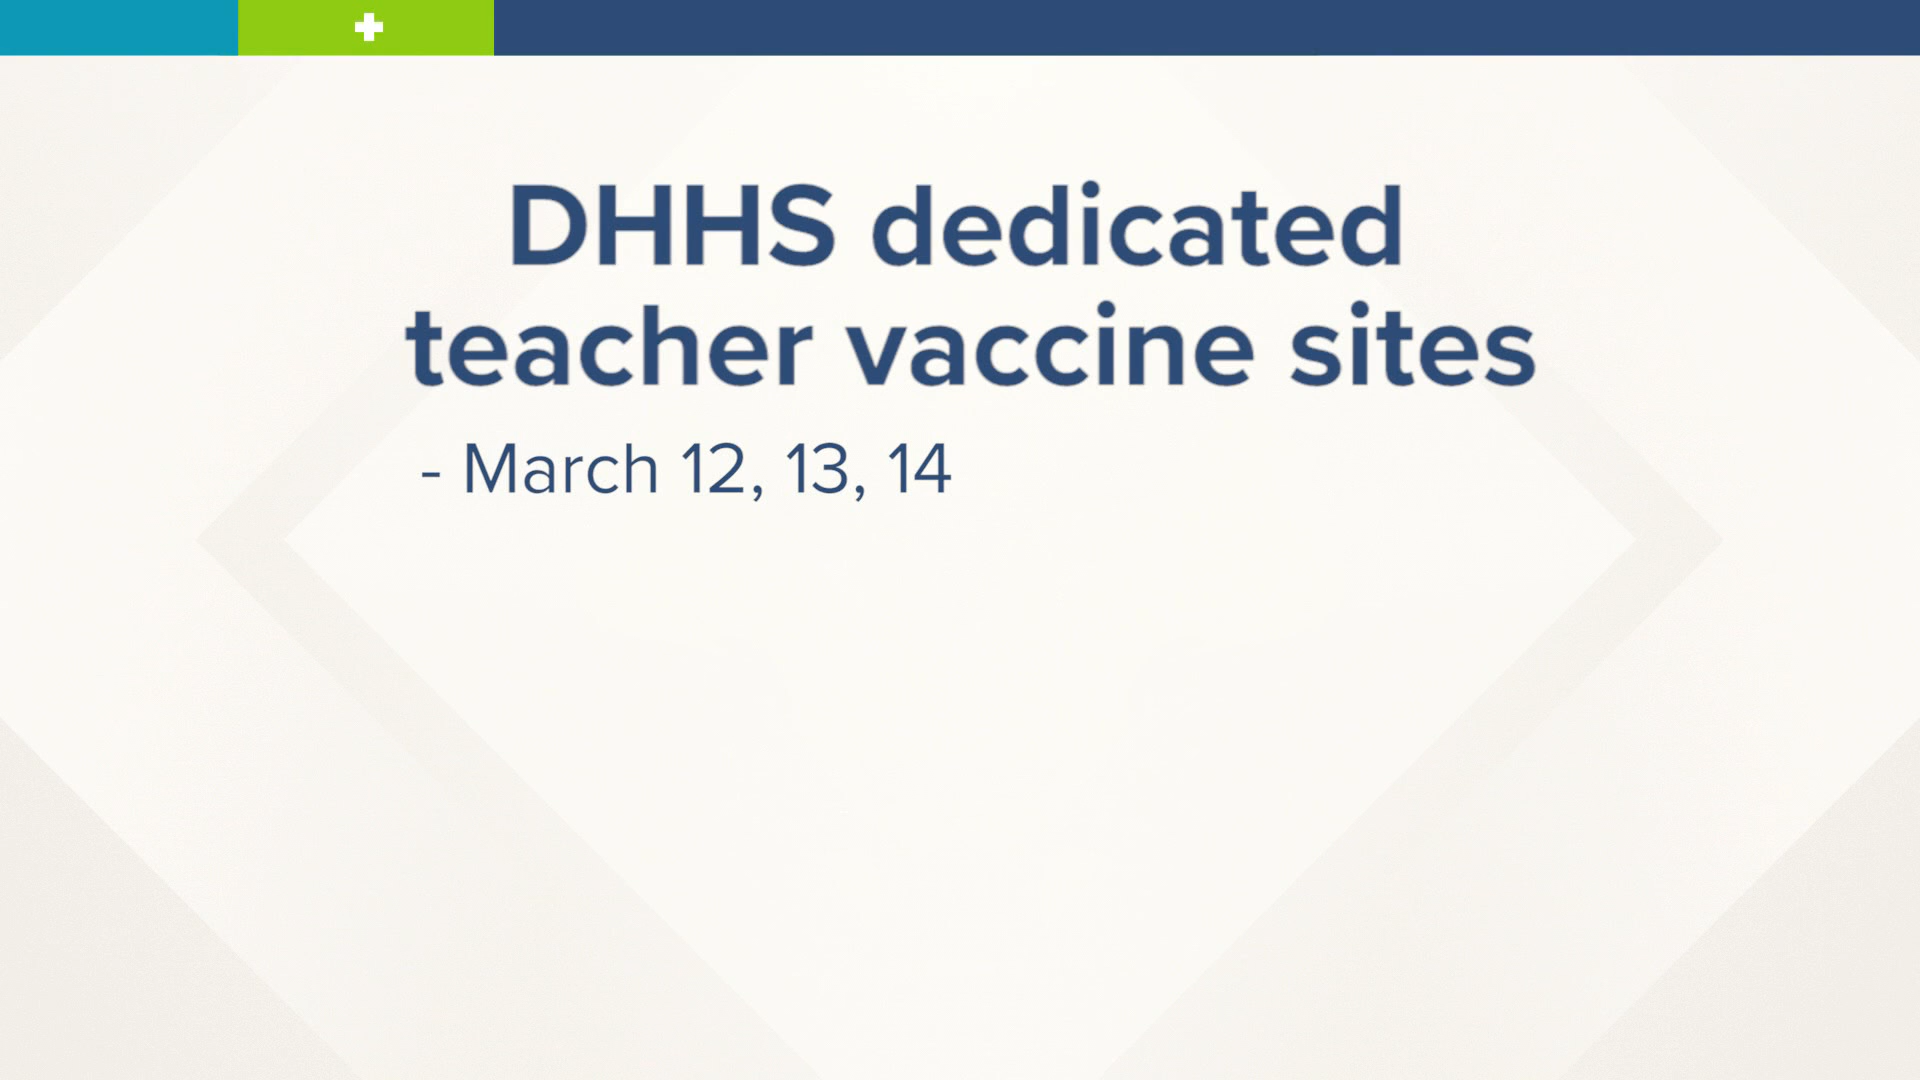 DHHS dedicated
teacher vaccine sites
- March 12, 13, 14